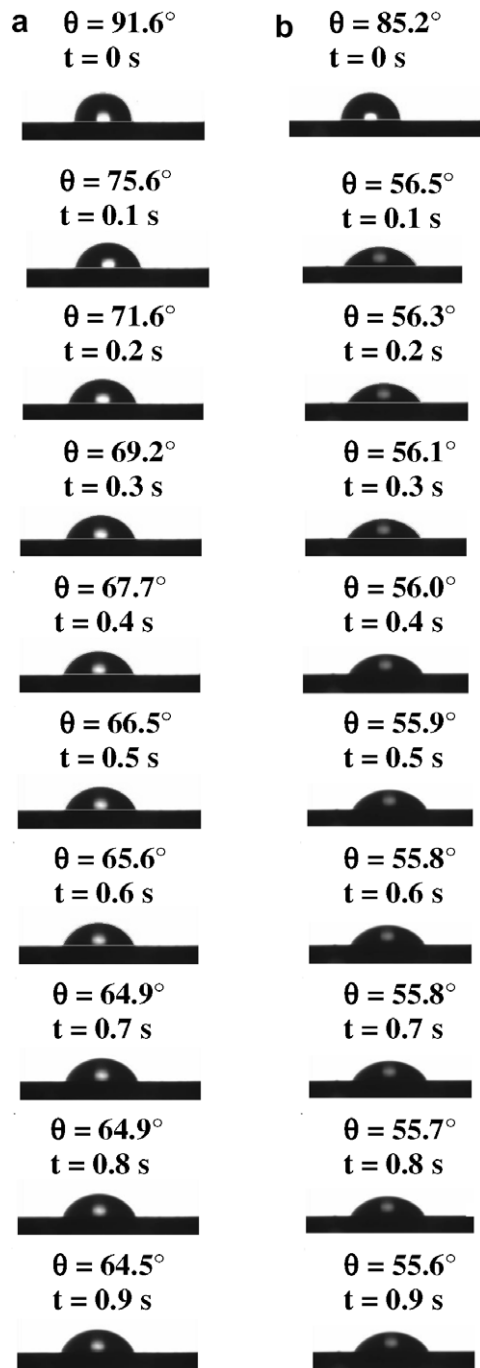 a
θ = 91.6°
t = 0 s
θ = 75.6°
t = 0.1 s
θ = 71.6°
t = 0.2 s
θ = 69.2°
t = 0.3 s
θ = 67.7°
t = 0.4 s
θ = 66.5°
t = 0.5 s
θ = 65.6°
t = 0.6 s
θ = 64.9°
t = 0.7 s
θ = 64.9°
t = 0.8 s
θ = 64.5°
t = 0.9 s
b
θ = 85.2°
t = 0 s
θ = 56.5°
t = 0.1 s
θ = 56.3°
t = 0.2 s
θ = 56.1°
t = 0.3 s
θ = 56.0°
t = 0.4 s
θ = 55.9°
t = 0.5 s
θ = 55.8°
t = 0.6 s
θ = 55.8°
t = 0.7 s
θ = 55.7°
t = 0.8 s
θ = 55.6°
t = 0.9 s